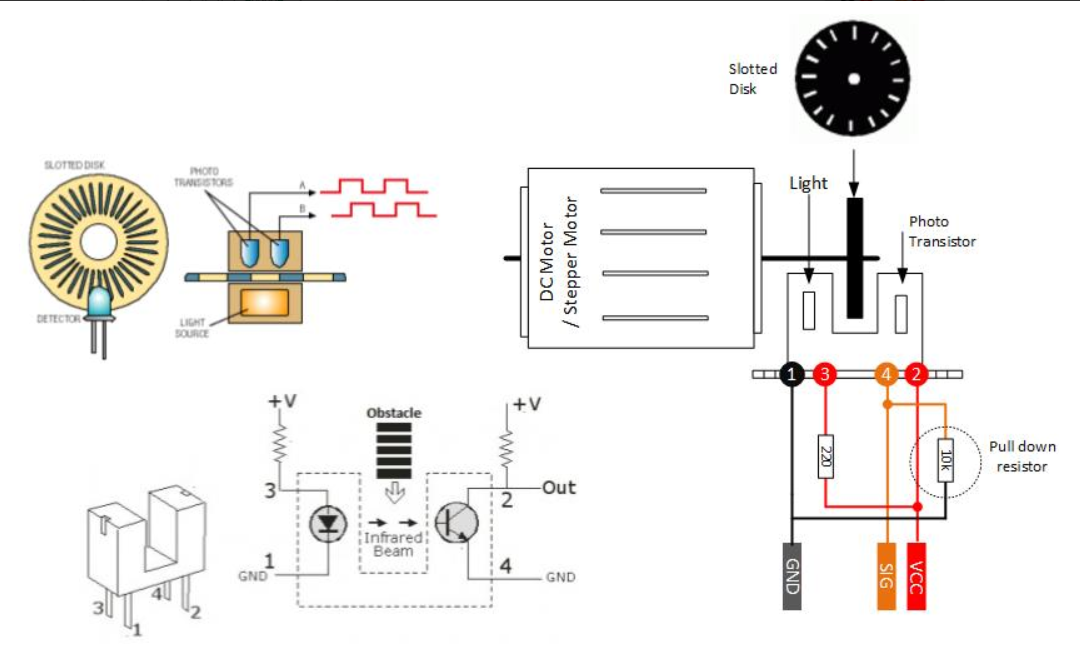 Slotted
Disk
SLOTTED DISK
PHOTO
TRANSISTORS
A
B
DETECTOR
LIGHT
SOURCE
Light
Photo
Transistor
DC Motor
/ Stepper Motor
1
3
4
2
220
10k
Pull down
resistor
GND
SIG
VCC
+V
Obstacle
+V
3
2
Out
Infrared
Beam
1
GND
4
GND
3
1
4
2